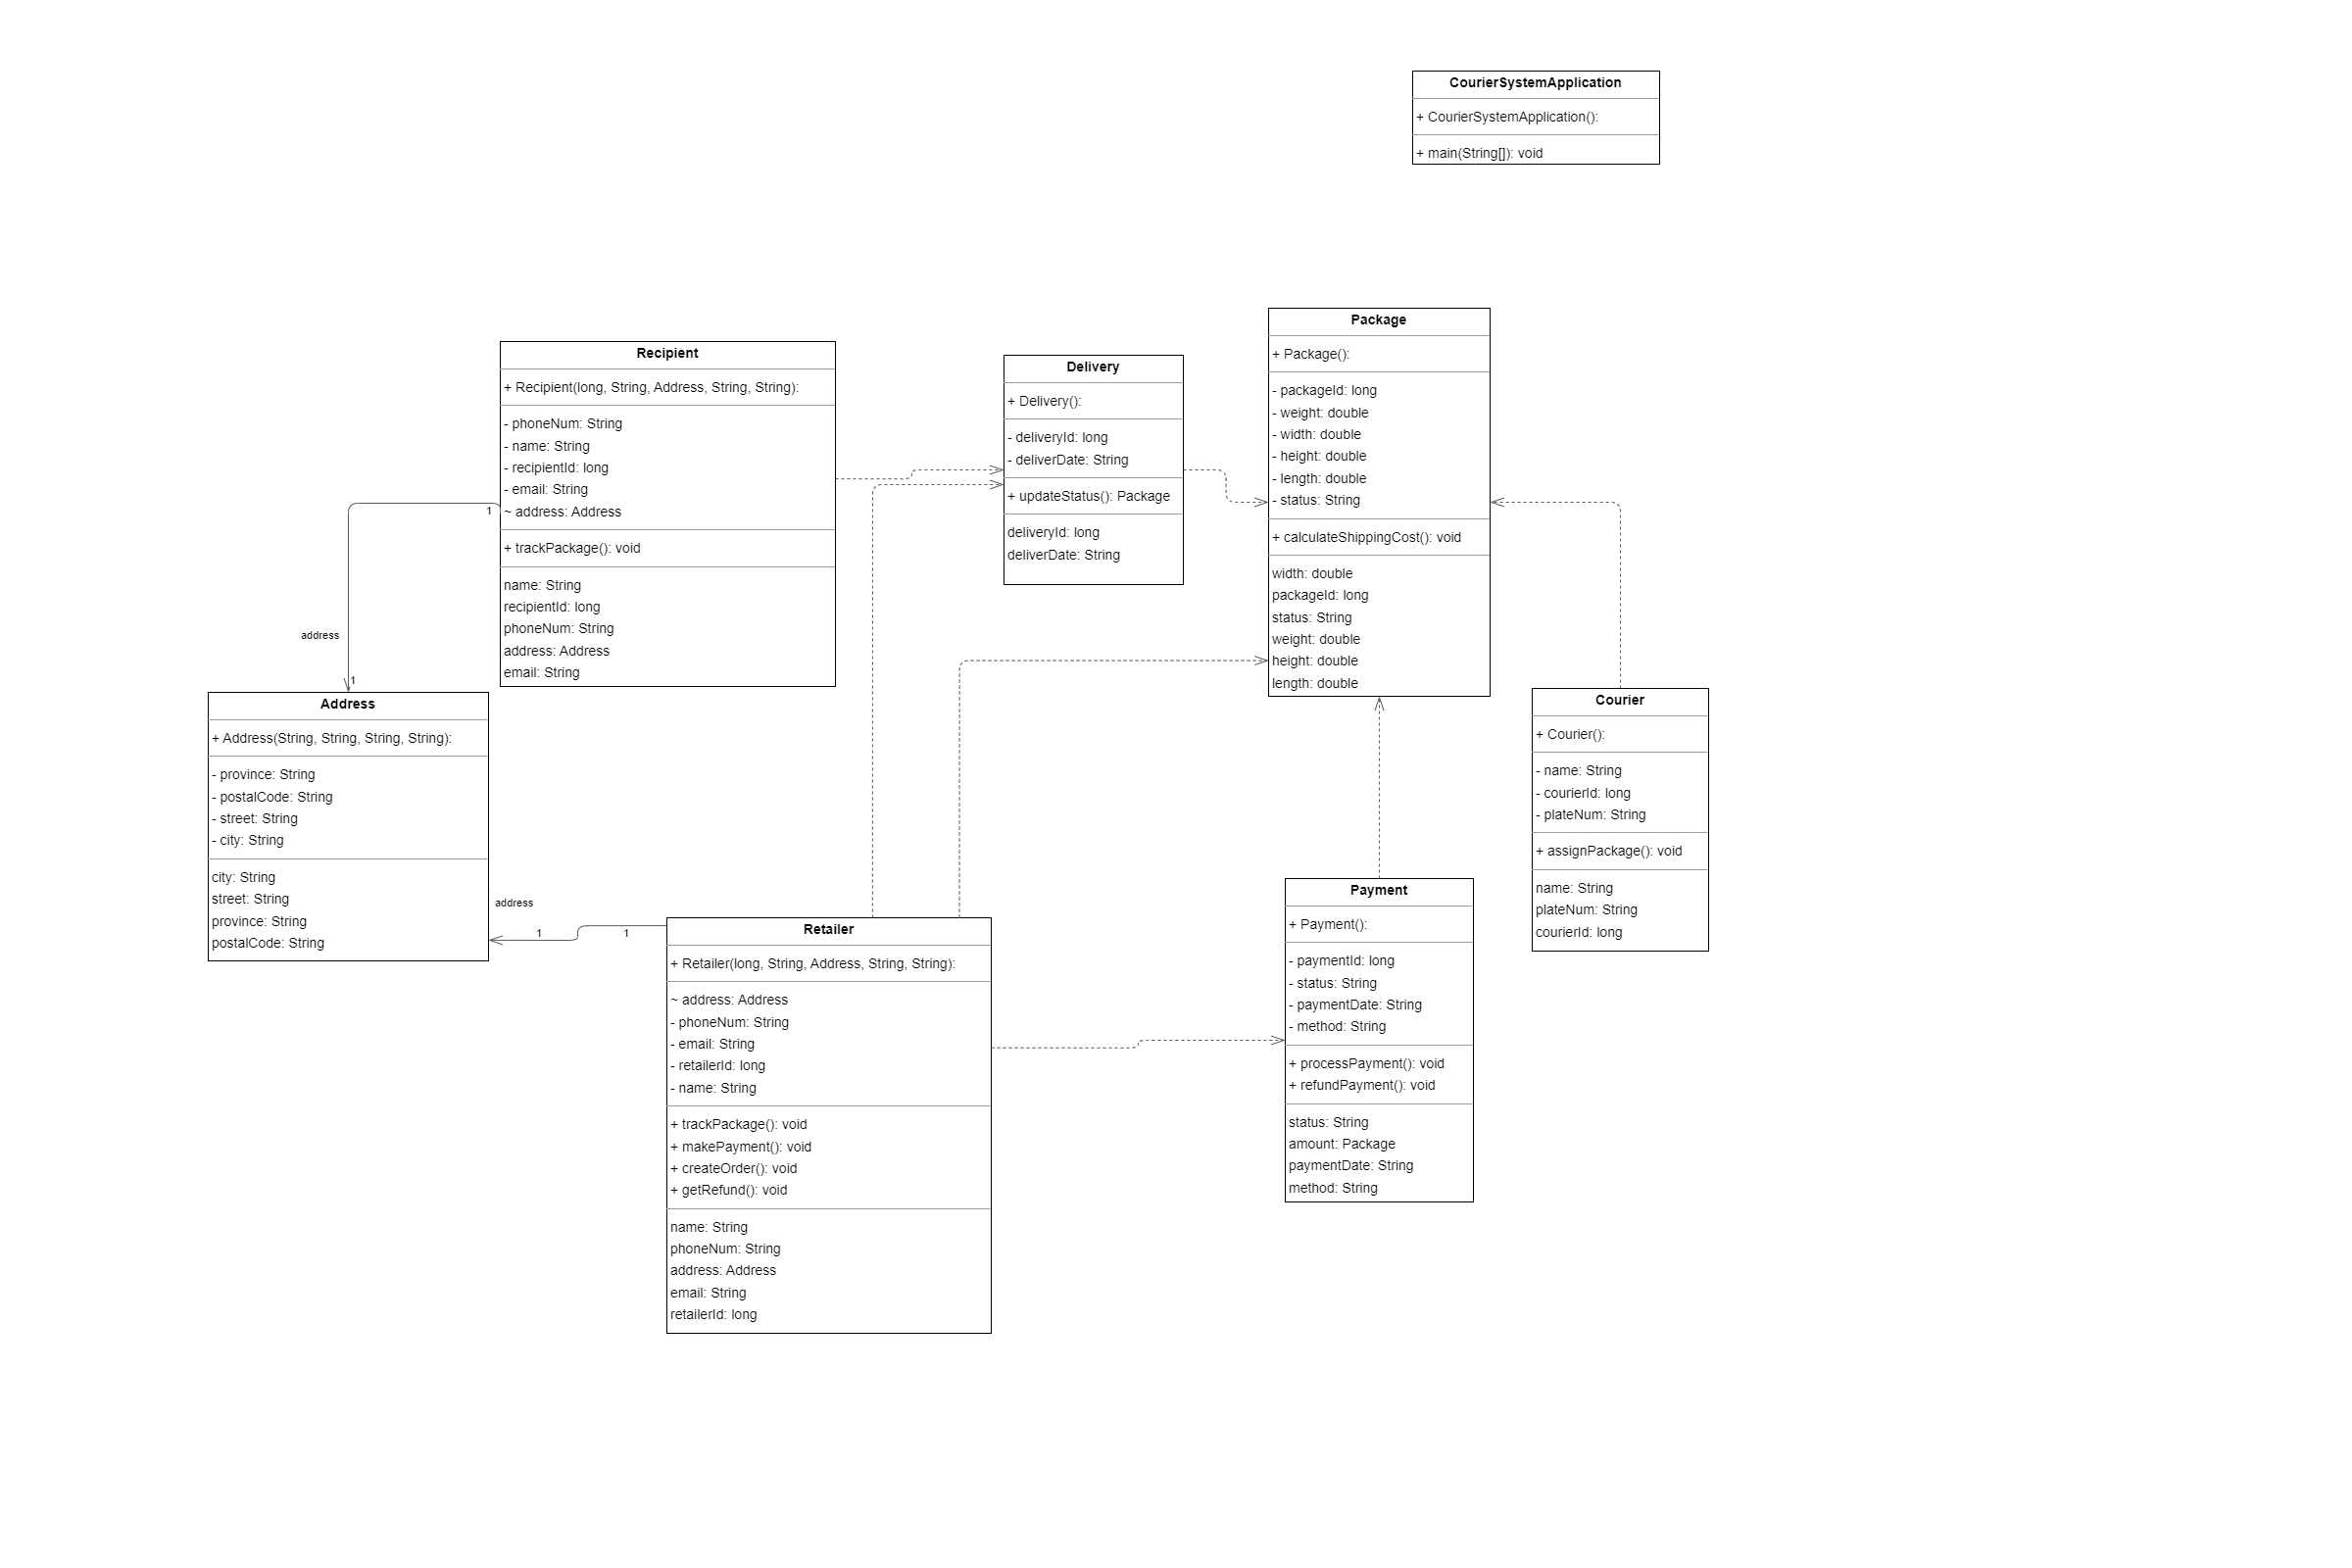 CourierSystemApplication
+ CourierSystemApplication():
+ main(String[]): void
Package
+ Package():
- packageId: long
- weight: double
- width: double
- height: double
- length: double
- status: String
+ calculateShippingCost(): void
width: double
packageId: long
status: String
weight: double
height: double
length: double
Recipient
+ Recipient(long, String, Address, String, String):
- phoneNum: String
- name: String
- recipientId: long
- email: String
~ address: Address
+ trackPackage(): void
name: String
recipientId: long
phoneNum: String
address: Address
email: String
Delivery
+ Delivery():
- deliveryId: long
- deliverDate: String
+ updateStatus(): Package
deliveryId: long
deliverDate: String
1
address
1
Address
+ Address(String, String, String, String):
- province: String
- postalCode: String
- street: String
- city: String
city: String
street: String
province: String
postalCode: String
address
1
1
Courier
+ Courier():
- name: String
- courierId: long
- plateNum: String
+ assignPackage(): void
name: String
plateNum: String
courierId: long
Retailer
+ Retailer(long, String, Address, String, String):
~ address: Address
- phoneNum: String
- email: String
- retailerId: long
- name: String
+ trackPackage(): void
+ makePayment(): void
+ createOrder(): void
+ getRefund(): void
name: String
phoneNum: String
address: Address
email: String
retailerId: long
Payment
+ Payment():
- paymentId: long
- status: String
- paymentDate: String
- method: String
+ processPayment(): void
+ refundPayment(): void
status: String
amount: Package
paymentDate: String
method: String